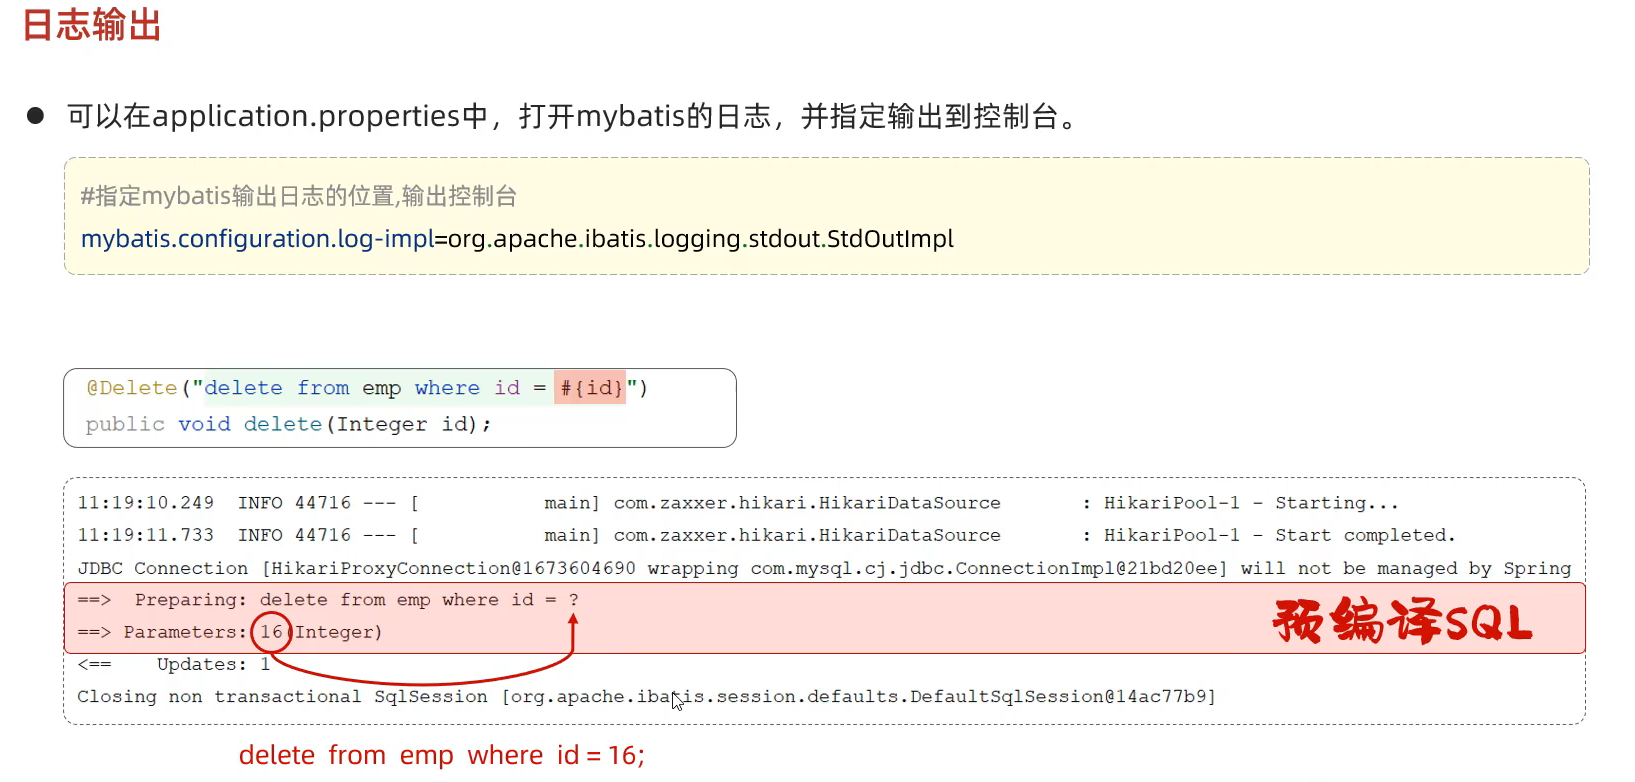 日志输出
可以在application.properties中，打开mybatis的日志，并指定输出到控制台。
#指定mybatis输出日志的位置,输出控制台
mybatis.configuration.log-impl=org.apache.ibatis.logging.stdout.StdOutImpl
@Delete("delete from emp where id = #{id}")
public void delete(Integer id);
11:19:10.249  INFO 44716 --- [           main] com.zaxxer.hikari.HikariDataSource       : HikariPool-1 - Starting...
11:19:11.733  INFO 44716 --- [           main] com.zaxxer.hikari.HikariDataSource       : HikariPool-1 - Start completed.
JDBC Connection [HikariProxyConnection@1673604690 wrapping com.mysql.cj.jdbc.ConnectionImpl@21bd20ee] will not be managed by Spring
==>  Preparing: delete from emp where id = ?
==> Parameters: 16(Integer)
预编译SQL
<==    Updates: 1
Closing non transactional SqlSession [org.apache.ibatis.session.defaults.DefaultSqlSession@14ac77b9]
delete from emp where id = 16;